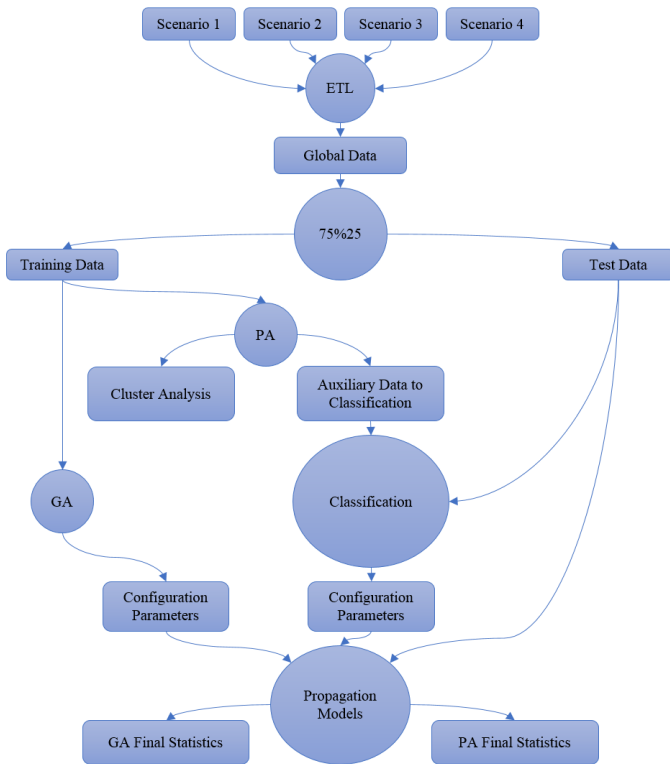 Scenario 1
Scenario 2
Scenario 3
Scenario 4
ETL
Global Data
75%25
Training Data
Test Data
PA
Cluster Analysis
Auxiliary Data to
Classification
GA
Classification
Configuration
Parameters
Configuration
Parameters
Propagation
Models
GA Final Statistics
PA Final Statistics